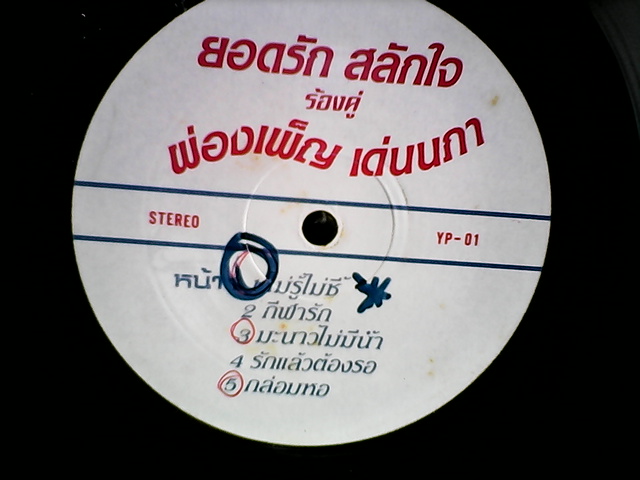 ยอดรัก สลักใจ
ร้องคู่
ผ่องเพ็ญ เด่นนภา
STEREO
YP-01
หน้า ไม่รู้ไม่ชี้
2 กีฬารัก
3 มะนาวไม่มีน้ำ
4 รักแล้วต้องรอ
5 กล่อมหอ